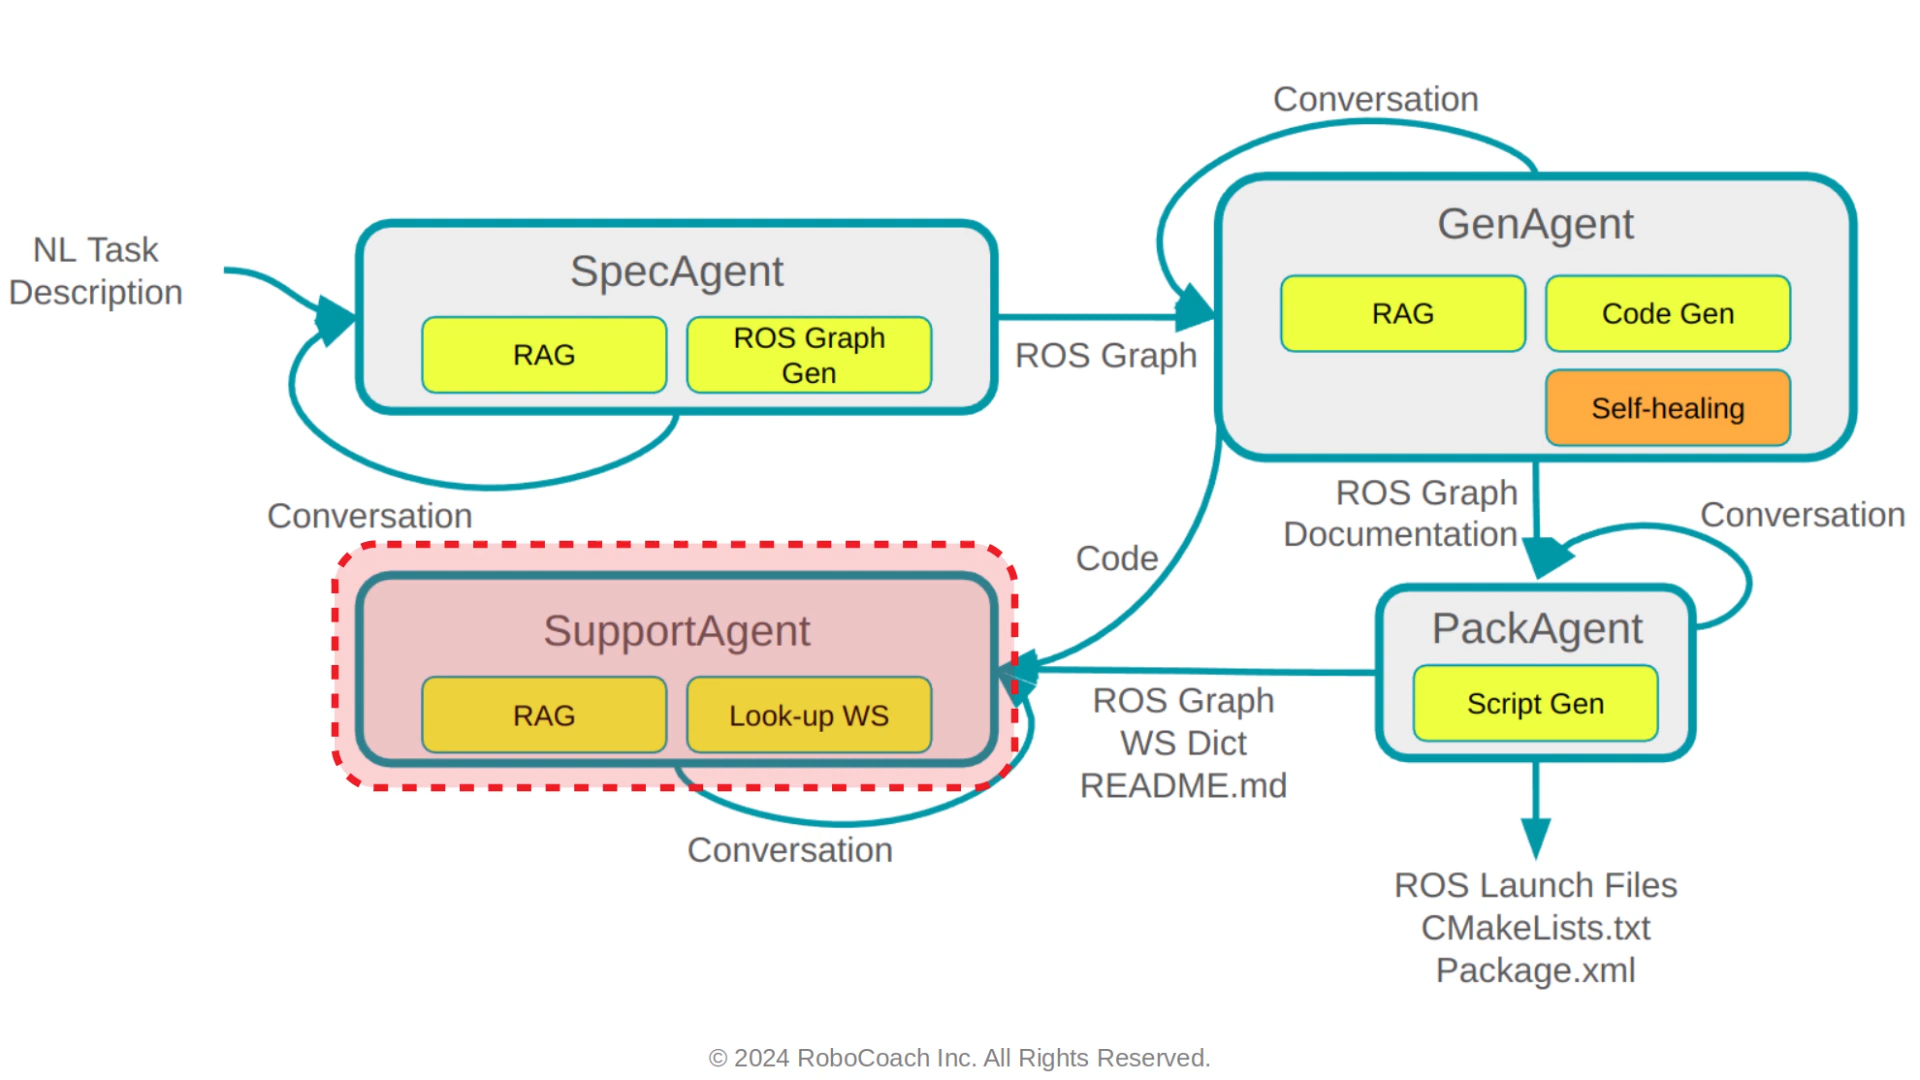 Conversation
NL Task
Description
SpecAgent
RAG
ROS Graph
Gen
Conversation
ROS Graph
GenAgent
RAG
Code Gen
Self-healing
ROS Graph
Documentation
Conversation
Code
SupportAgent
RAG
Look-up WS
Conversation
ROS Graph
WS Dict
README.md
PackAgent
Script Gen
ROS Launch Files
CMakeLists.txt
Package.xml
© 2024 RoboCoach Inc. All Rights Reserved.